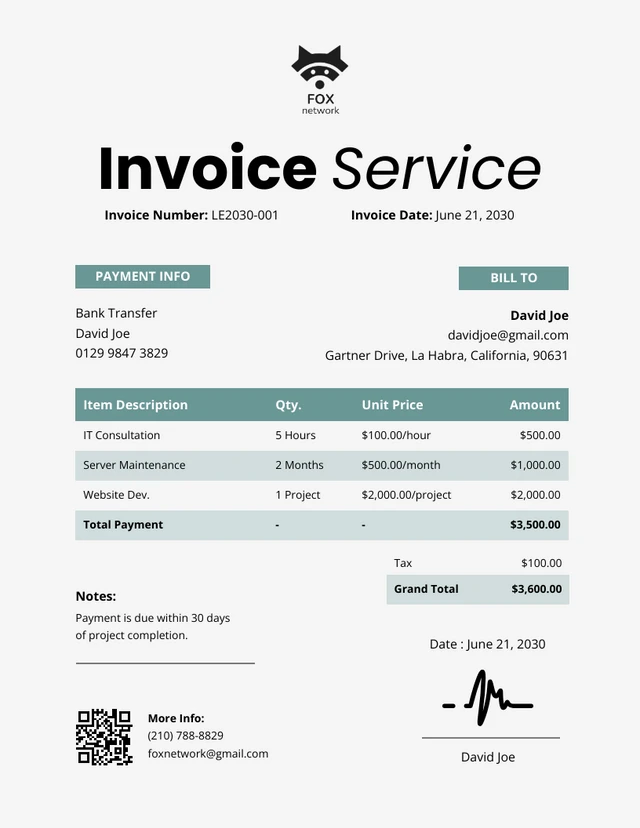 FOX
network
Invoice Service
Invoice Number: LE2030-001 Invoice Date: June 21, 2030
PAYMENT INFO
Bank Transfer
David Joe
0129 9847 3829
BILL TO
David Joe
davidjoe@gmail.com
Gartner Drive, La Habra, California, 90631
Item Description Qty. Unit Price Amount
IT Consultation 5 Hours $100.00/hour $500.00
Server Maintenance 2 Months $500.00/month $1,000.00
Website Dev. 1 Project $2,000.00/project $2,000.00
Total Payment - - $3,500.00
Tax $100.00
Grand Total $3,600.00
Notes:
Payment is due within 30 days
of project completion.
Date : June 21, 2030
David Joe
More Info:
(210) 788-8829
foxnetwork@gmail.com